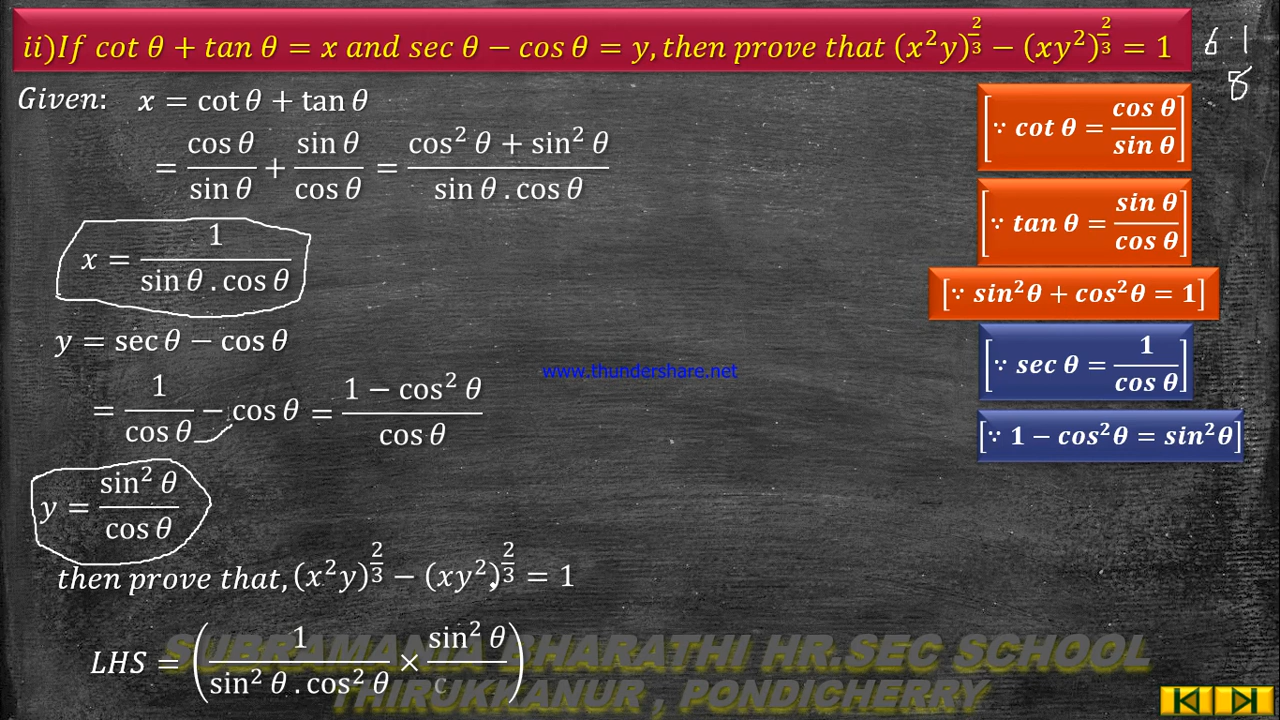 ii)If cot θ + tan θ = x and sec θ − cos θ = y, then prove that (x²y)^(2/3) − (xy²)^(2/3) = 1
6.1
8
Given: x = cot θ + tan θ
= cos θ / sin θ + sin θ / cos θ = (cos² θ + sin² θ) / (sin θ . cos θ)
x = 1 / (sin θ . cos θ)
y = sec θ − cos θ
= 1 / cos θ − cos θ = (1 − cos² θ) / cos θ
y = sin² θ / cos θ
then prove that, (x²y)^(2/3) − (xy²)^(2/3) = 1
LHS = (1 / (sin² θ . cos² θ) × sin² θ / c)
[∵ cot θ = cos θ / sin θ]
[∵ tan θ = sin θ / cos θ]
[∵ sin²θ + cos²θ = 1]
[∵ sec θ = 1 / cos θ]
[∵ 1 − cos²θ = sin²θ]
www.thundershare.net
SUBRAMANIA BHARATHI HR.SEC SCHOOL
THIRUKKANUR , PONDICHERRY